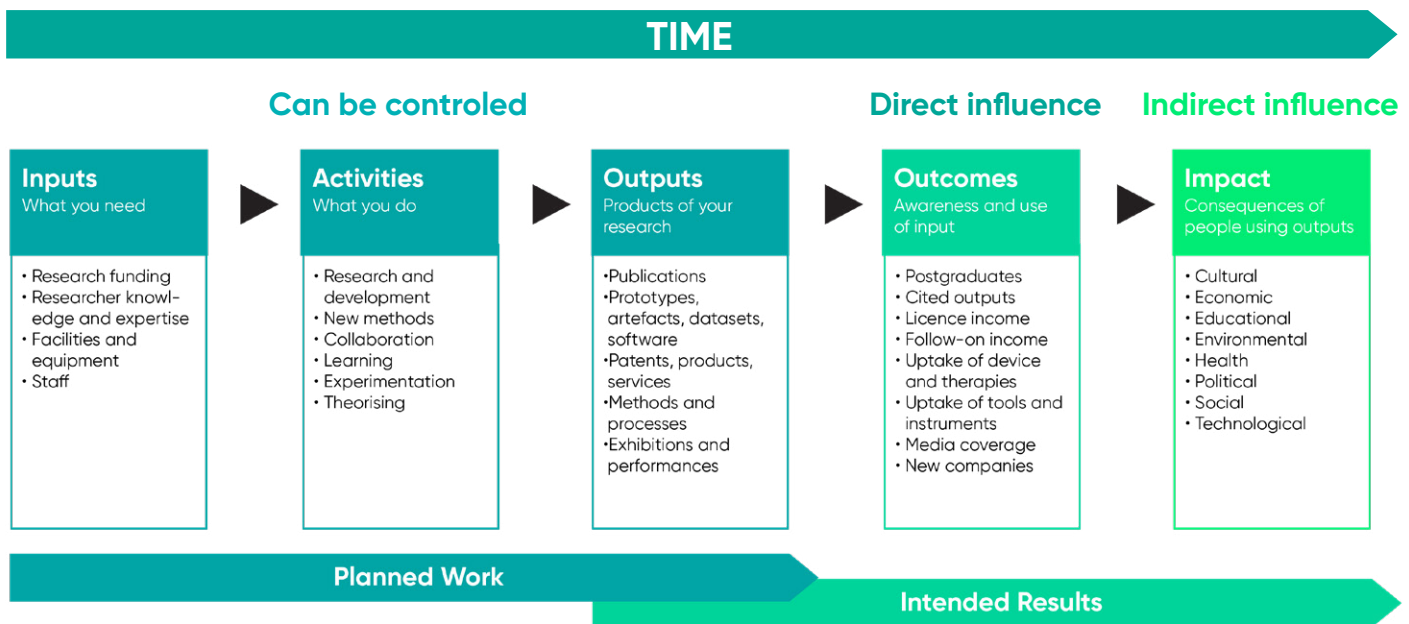 TIME
Can be controled
Direct influence
Indirect influence
Inputs
What you need
• Research funding
• Researcher knowl-
edge and expertise
• Facilities and
equipment
• Staff
Activities
What you do
• Research and
development
• New methods
• Collaboration
• Learning
• Experimentation
• Theorising
Outputs
Products of your
research
•Publications
•Prototypes,
artefacts, datasets,
software
•Patents, products,
services
•Methods and
processes
•Exhibitions and
performances
Outcomes
Awareness and use
of input
• Postgraduates
• Cited outputs
• Licence income
• Follow-on income
• Uptake of device
and therapies
• Uptake of tools and
instruments
• Media coverage
• New companies
Impact
Consequences of
people using outputs
• Cultural
• Economic
• Educational
• Environmental
• Health
• Political
• Social
• Technological
Planned Work
Intended Results